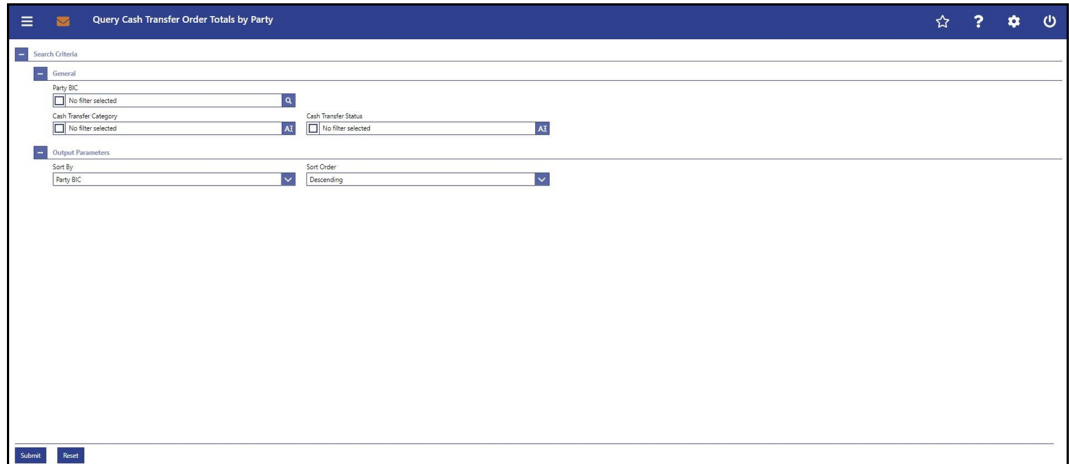 Query Cash Transfer Order Totals by Party
Search Criteria
General
Party BIC
No filter selected
Cash Transfer Category Cash Transfer Status
No filter selected AI No filter selected AI
Output Parameters
Sort By Sort Order
Party BIC Descending
Submit Reset